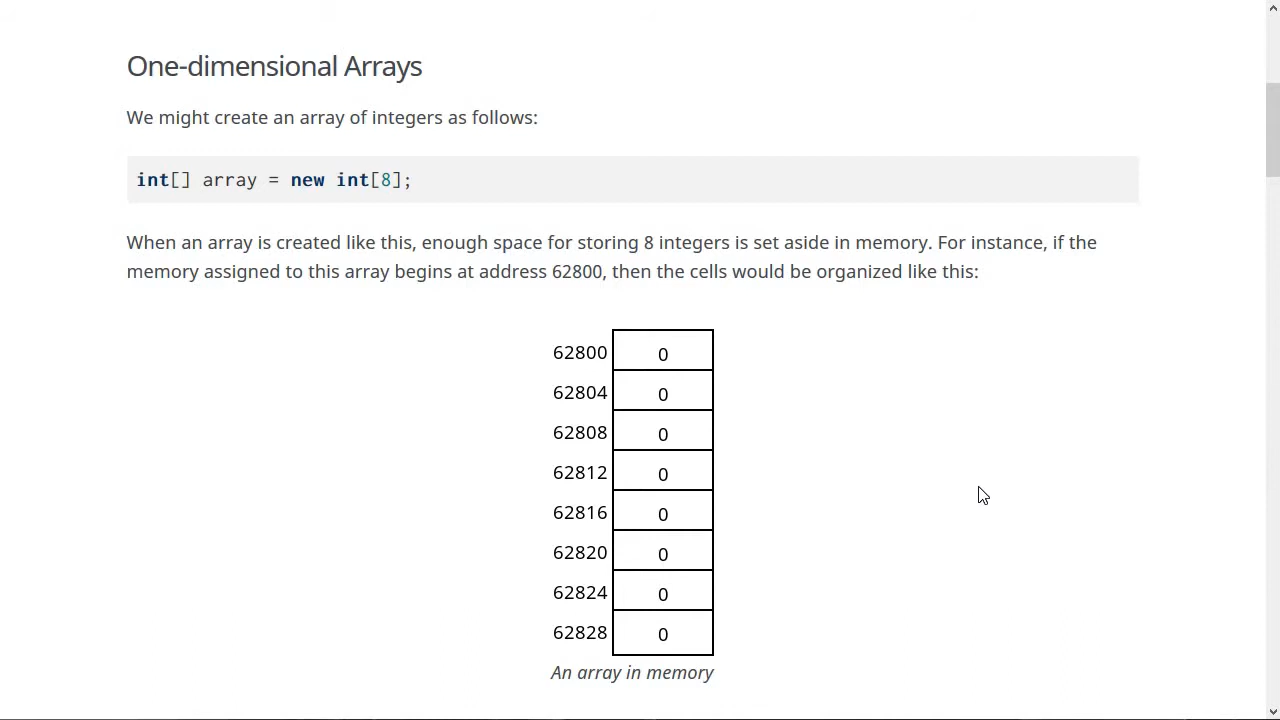 One-dimensional Arrays
We might create an array of integers as follows:
int[] array = new int[8];
When an array is created like this, enough space for storing 8 integers is set aside in memory. For instance, if the
memory assigned to this array begins at address 62800, then the cells would be organized like this:
62800 0
62804 0
62808 0
62812 0
62816 0
62820 0
62824 0
62828 0
An array in memory